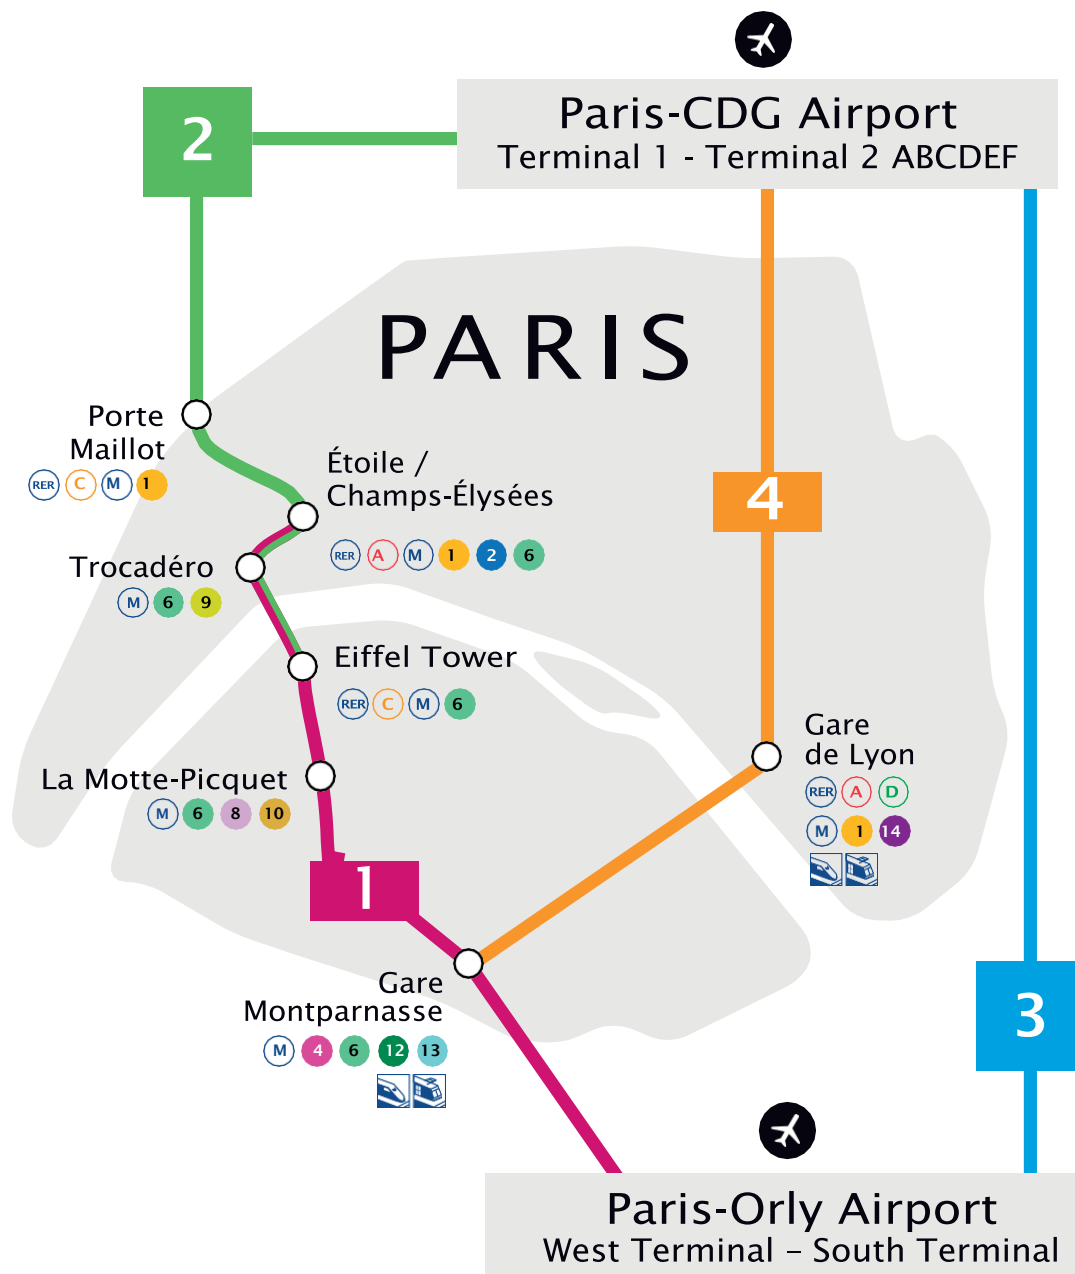 Paris-CDG Airport
Terminal 1 - Terminal 2 ABCDEF
2
PARIS
Porte
Maillot
RER C M 1
Étoile /
Champs-Élysées
RER A M 1 2 6
4
Trocadéro
M 6 9
Eiffel Tower
RER C M 6
Gare
de Lyon
RER A D
M 1 14
La Motte-Picquet
M 6 8 10
1
Gare
Montparnasse
M 4 6 12 13
3
Paris-Orly Airport
West Terminal – South Terminal